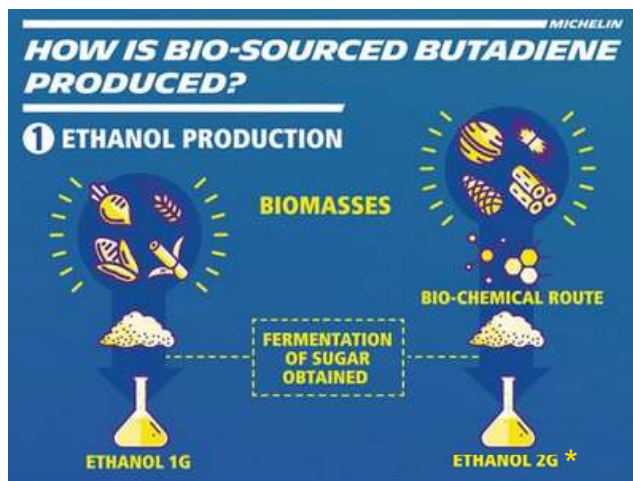 MICHELIN
HOW IS BIO-SOURCED BUTADIENE
PRODUCED?
1 ETHANOL PRODUCTION
BIOMASSES
BIO-CHEMICAL ROUTE
FERMENTATION
OF SUGAR
OBTAINED
ETHANOL 1G
ETHANOL 2G *